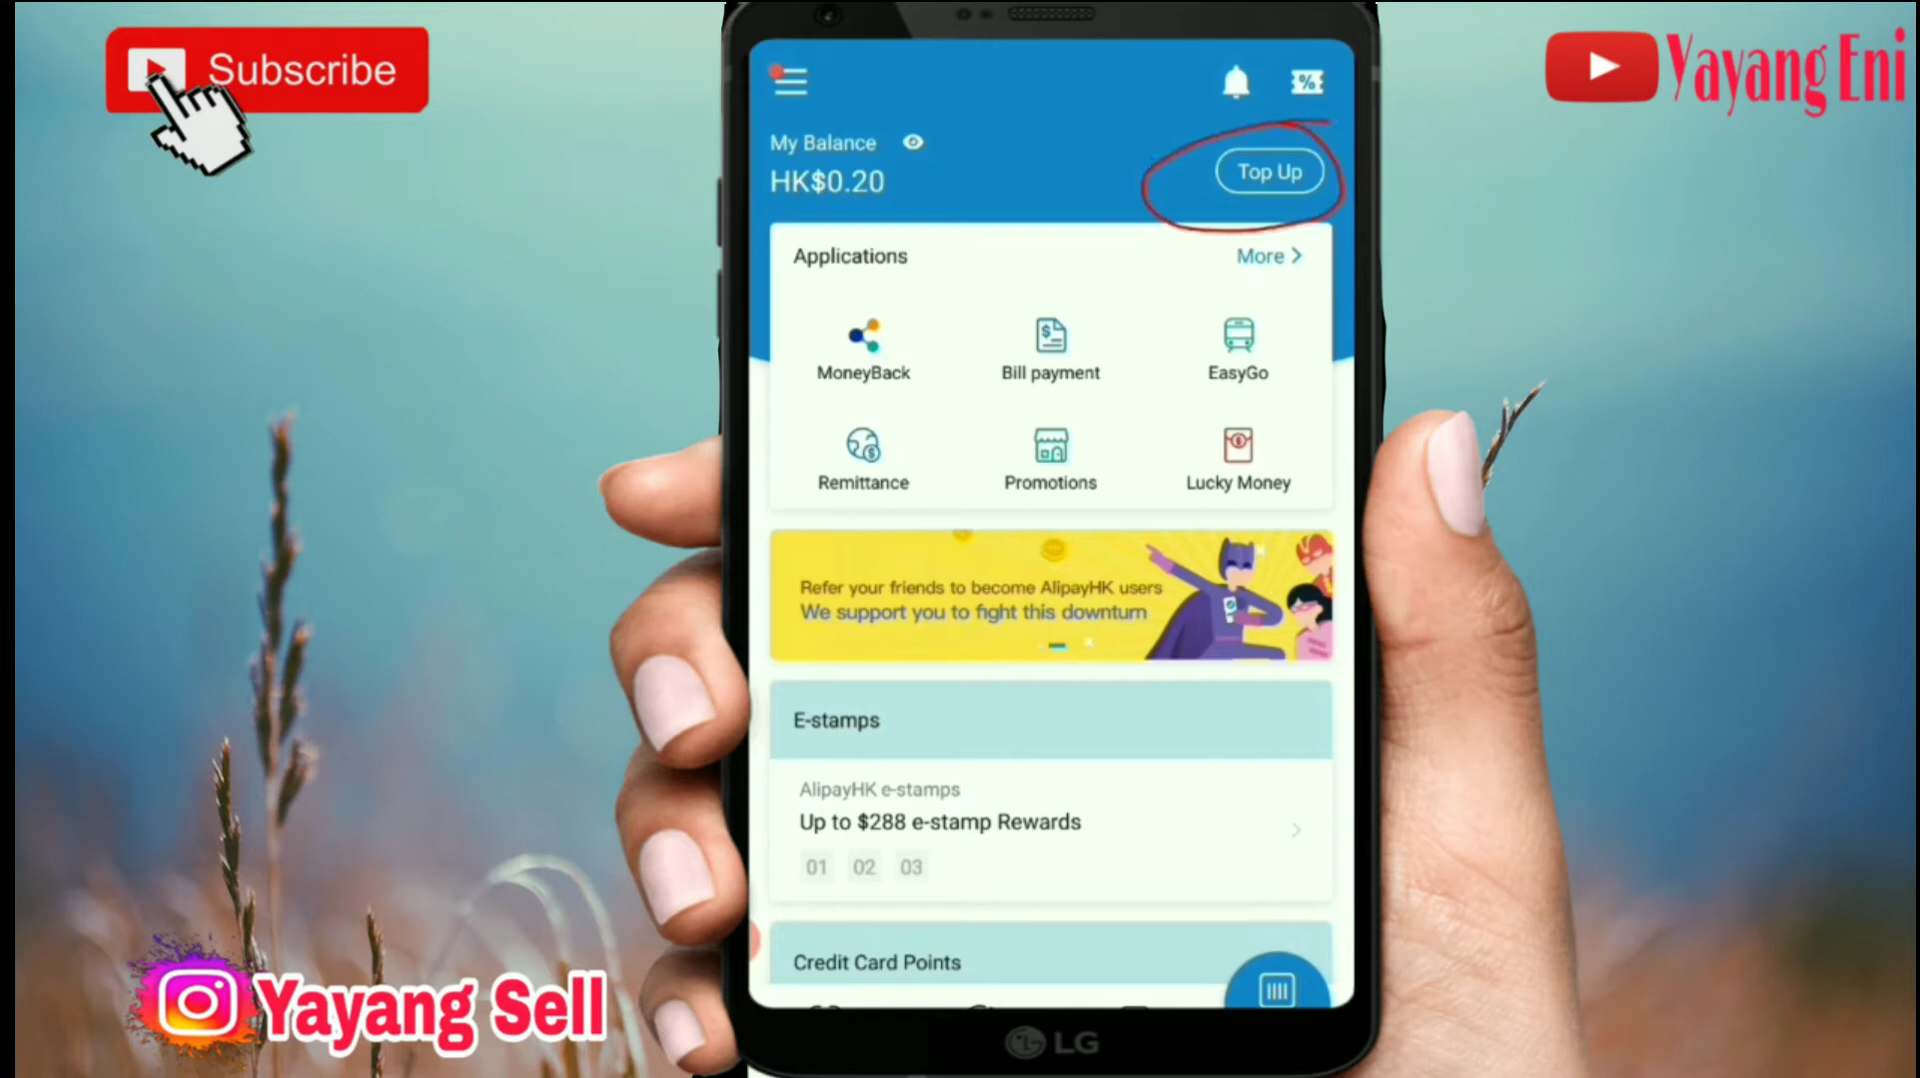 Subscribe
Yayang Eni
My Balance
HK$0.20
Top Up
Applications
More
MoneyBack
Bill payment
EasyGo
Remittance
Promotions
Lucky Money
Refer your friends to become AlipayHK users
We support you to fight this downturn
E-stamps
AlipayHK e-stamps
Up to $288 e-stamp Rewards
01 02 03
Credit Card Points
Yayang Sell
LG